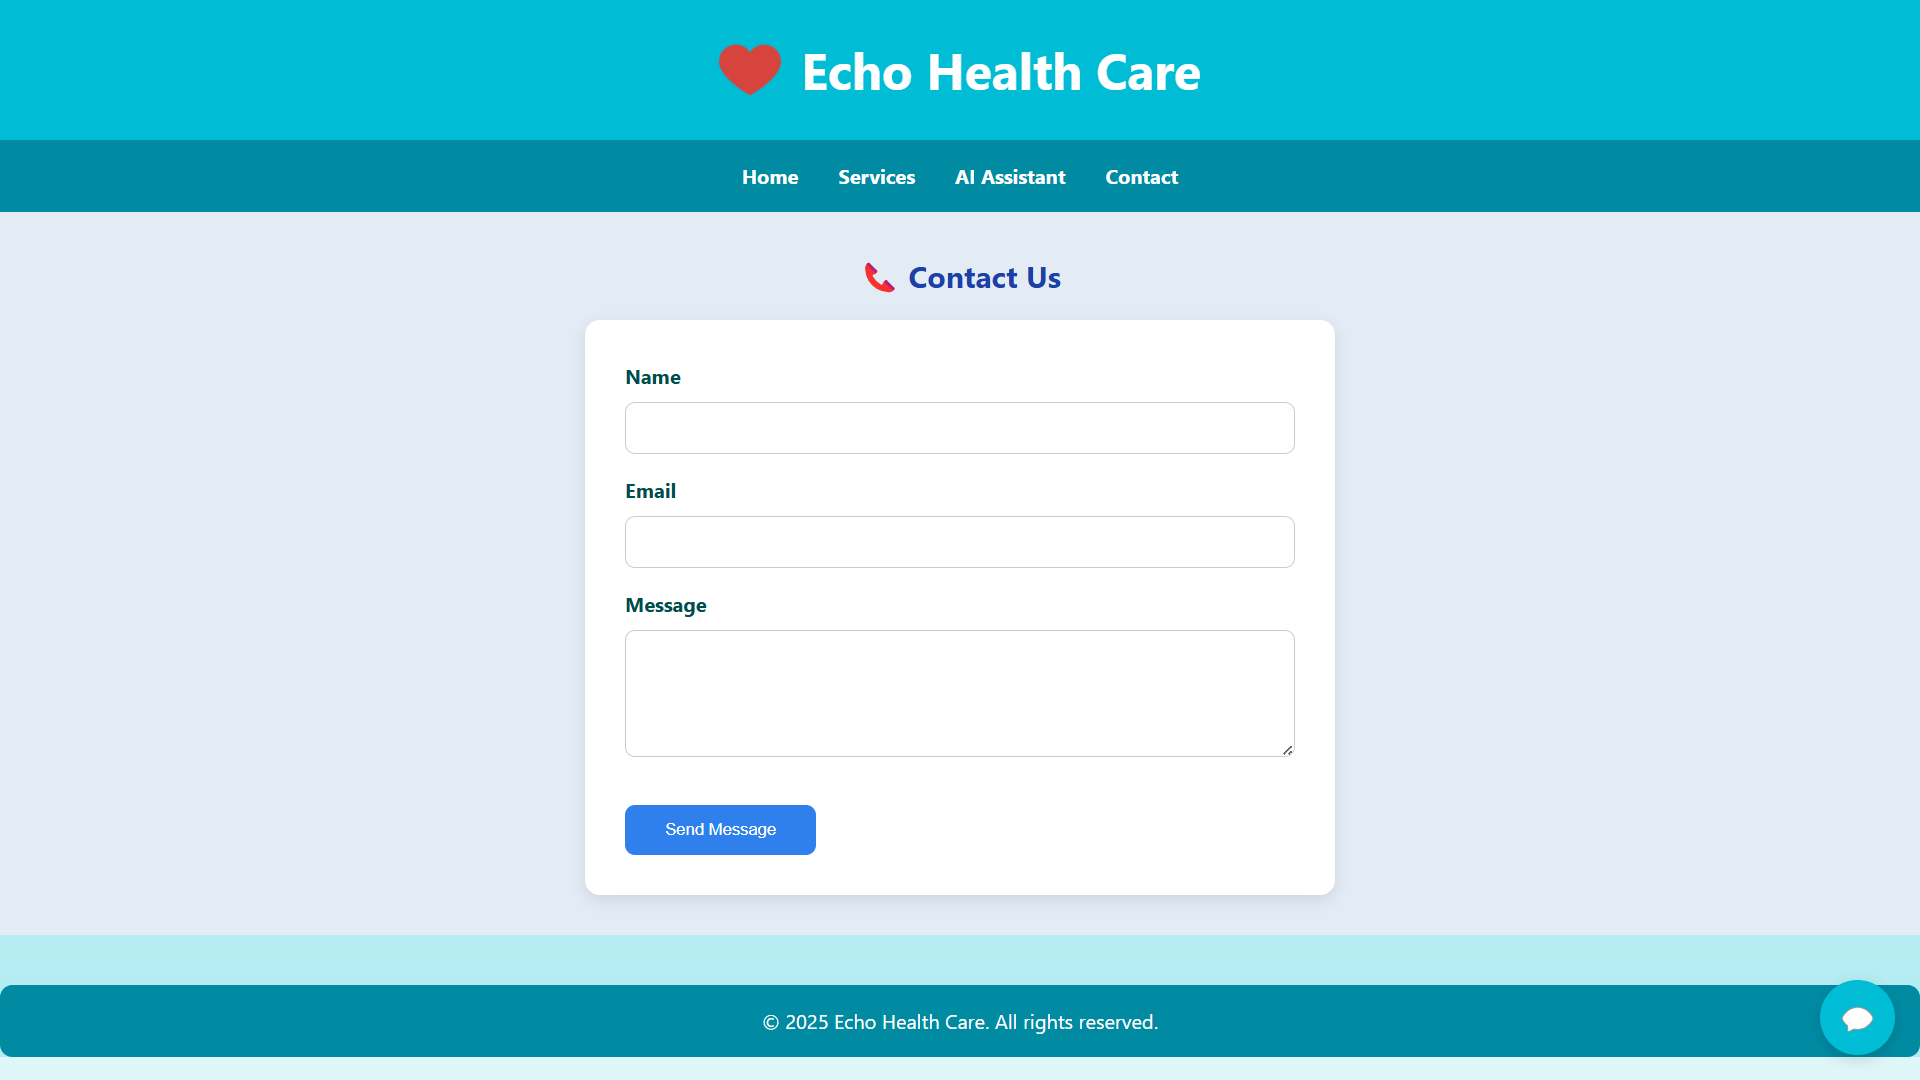 Echo Health Care
Home Services AI Assistant Contact
Contact Us
Name
Email
Message
Send Message
© 2025 Echo Health Care. All rights reserved.